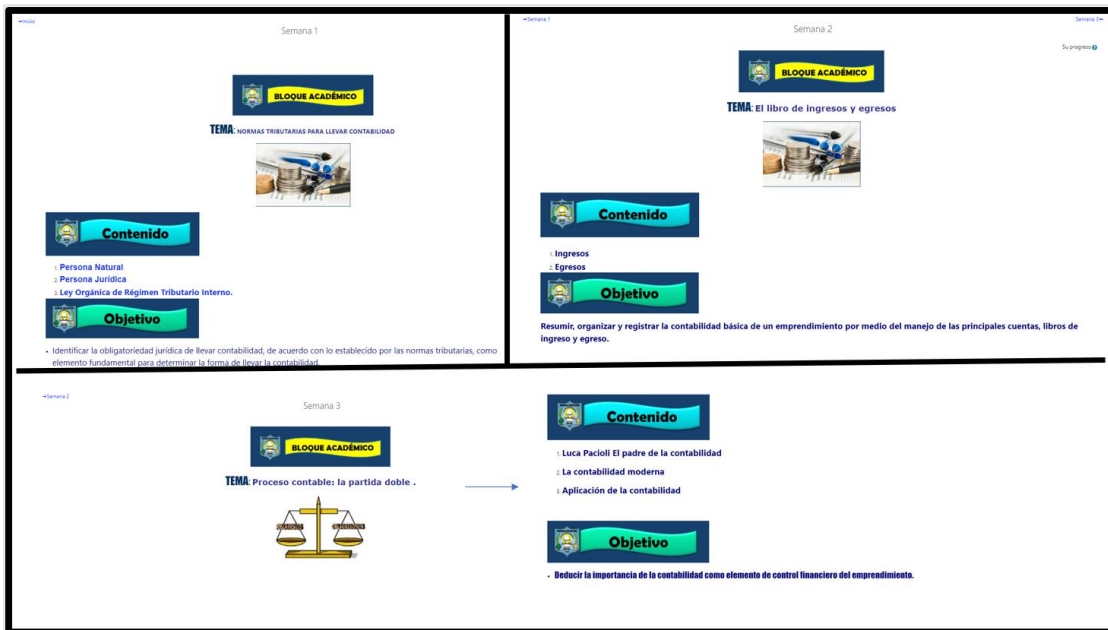 Inicio
Semana 1
BLOQUE ACADÉMICO
TEMA: NORMAS TRIBUTARIAS PARA LLEVAR CONTABILIDAD
Contenido
1. Persona Natural
2. Persona Jurídica
3. Ley Orgánica de Régimen Tributario Interno.
Objetivo
• Identificar la obligatoriedad jurídica de llevar contabilidad, de acuerdo con lo establecido por las normas tributarias, como
elemento fundamental para determinar la forma de llevar la contabilidad.
Semana 1
Semana 3
Semana 2
Su progreso
BLOQUE ACADÉMICO
TEMA: El libro de ingresos y egresos
Contenido
1. Ingresos
2. Egresos
Objetivo
Resumir, organizar y registrar la contabilidad básica de un emprendimiento por medio del manejo de las principales cuentas, libros de
ingreso y egreso.
Semana 2
Semana 3
BLOQUE ACADÉMICO
TEMA: Proceso contable: la partida doble .
Contenido
1. Luca Pacioli El padre de la contabilidad
2. La contabilidad moderna
3. Aplicación de la contabilidad
Objetivo
• Deducir la importancia de la contabilidad como elemento de control financiero del emprendimiento.